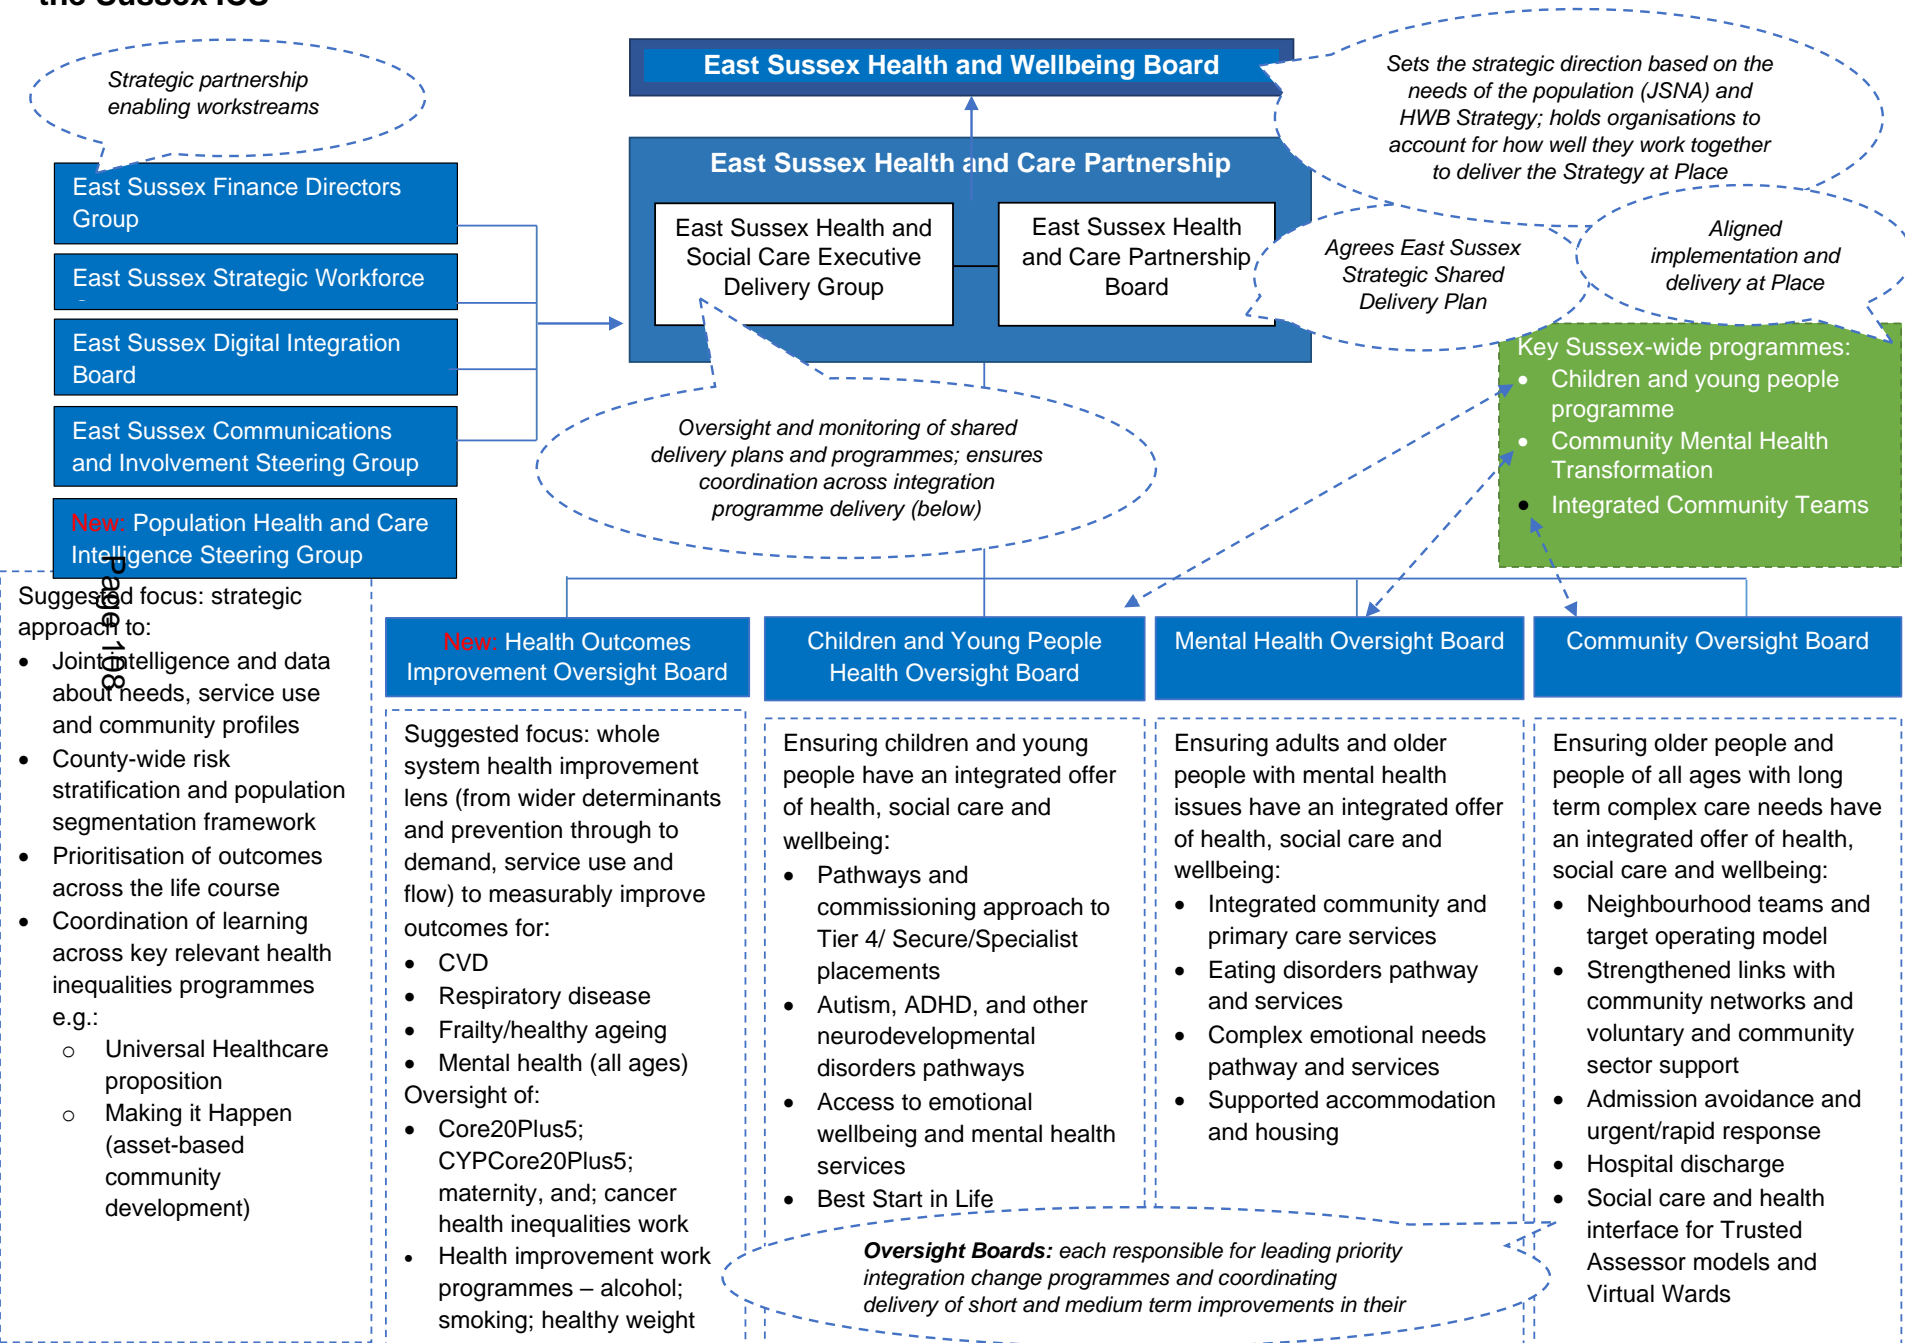 the Sussex ICS
Strategic partnership
enabling workstreams
East Sussex Health and Wellbeing Board
Sets the strategic direction based on the
needs of the population (JSNA) and
HWB Strategy; holds organisations to
account for how well they work together
to deliver the Strategy at Place
East Sussex Health and Care Partnership
East Sussex Health and
Social Care Executive
Delivery Group
East Sussex Health
and Care Partnership
Board
Agrees East Sussex
Strategic Shared
Delivery Plan
Aligned
implementation and
delivery at Place
East Sussex Finance Directors
Group
East Sussex Strategic Workforce
East Sussex Digital Integration
Board
East Sussex Communications
and Involvement Steering Group
New: Population Health and Care
Intelligence Steering Group
Oversight and monitoring of shared
delivery plans and programmes; ensures
coordination across integration
programme delivery (below)
Key Sussex-wide programmes:
• Children and young people
programme
• Community Mental Health
Transformation
• Integrated Community Teams
Page 108
Suggested focus: strategic
approach to:
• Joint intelligence and data
about needs, service use
and community profiles
• County-wide risk
stratification and population
segmentation framework
• Prioritisation of outcomes
across the life course
• Coordination of learning
across key relevant health
inequalities programmes
e.g.:
o Universal Healthcare
proposition
o Making it Happen
(asset-based
community
development)
New: Health Outcomes
Improvement Oversight Board
Suggested focus: whole
system health improvement
lens (from wider determinants
and prevention through to
demand, service use and
flow) to measurably improve
outcomes for:
• CVD
• Respiratory disease
• Frailty/healthy ageing
• Mental health (all ages)
Oversight of:
• Core20Plus5;
CYPCore20Plus5;
maternity, and; cancer
health inequalities work
• Health improvement work
programmes – alcohol;
smoking; healthy weight
Children and Young People
Health Oversight Board
Ensuring children and young
people have an integrated offer
of health, social care and
wellbeing:
• Pathways and
commissioning approach to
Tier 4/ Secure/Specialist
placements
• Autism, ADHD, and other
neurodevelopmental
disorders pathways
• Access to emotional
wellbeing and mental health
services
• Best Start in Life
Mental Health Oversight Board
Ensuring adults and older
people with mental health
issues have an integrated offer
of health, social care and
wellbeing:
• Integrated community and
primary care services
• Eating disorders pathway
and services
• Complex emotional needs
pathway and services
• Supported accommodation
and housing
Community Oversight Board
Ensuring older people and
people of all ages with long
term complex care needs have
an integrated offer of health,
social care and wellbeing:
• Neighbourhood teams and
target operating model
• Strengthened links with
community networks and
voluntary and community
sector support
• Admission avoidance and
urgent/rapid response
• Hospital discharge
• Social care and health
interface for Trusted
Assessor models and
Virtual Wards
Oversight Boards: each responsible for leading priority
integration change programmes and coordinating
delivery of short and medium term improvements in their